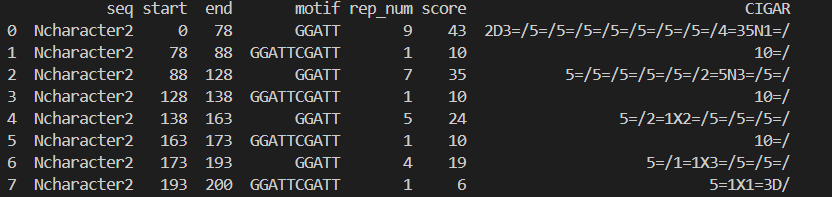 seq start end motif rep_num score CIGAR
0 Ncharacter2 0 78 GGATT 9 43 2D3=/5=/5=/5=/5=/5=/5=/5=/4=35N1=/
1 Ncharacter2 78 88 GGATTCGATT 1 10 10=/
2 Ncharacter2 88 128 GGATT 7 35 5=/5=/5=/5=/5=/2=5N3=/5=/
3 Ncharacter2 128 138 GGATTCGATT 1 10 10=/
4 Ncharacter2 138 163 GGATT 5 24 5=/2=1X2=/5=/5=/5=/
5 Ncharacter2 163 173 GGATTCGATT 1 10 10=/
6 Ncharacter2 173 193 GGATT 4 19 5=/1=1X3=/5=/5=/
7 Ncharacter2 193 200 GGATTCGATT 1 6 5=1X1=3D/